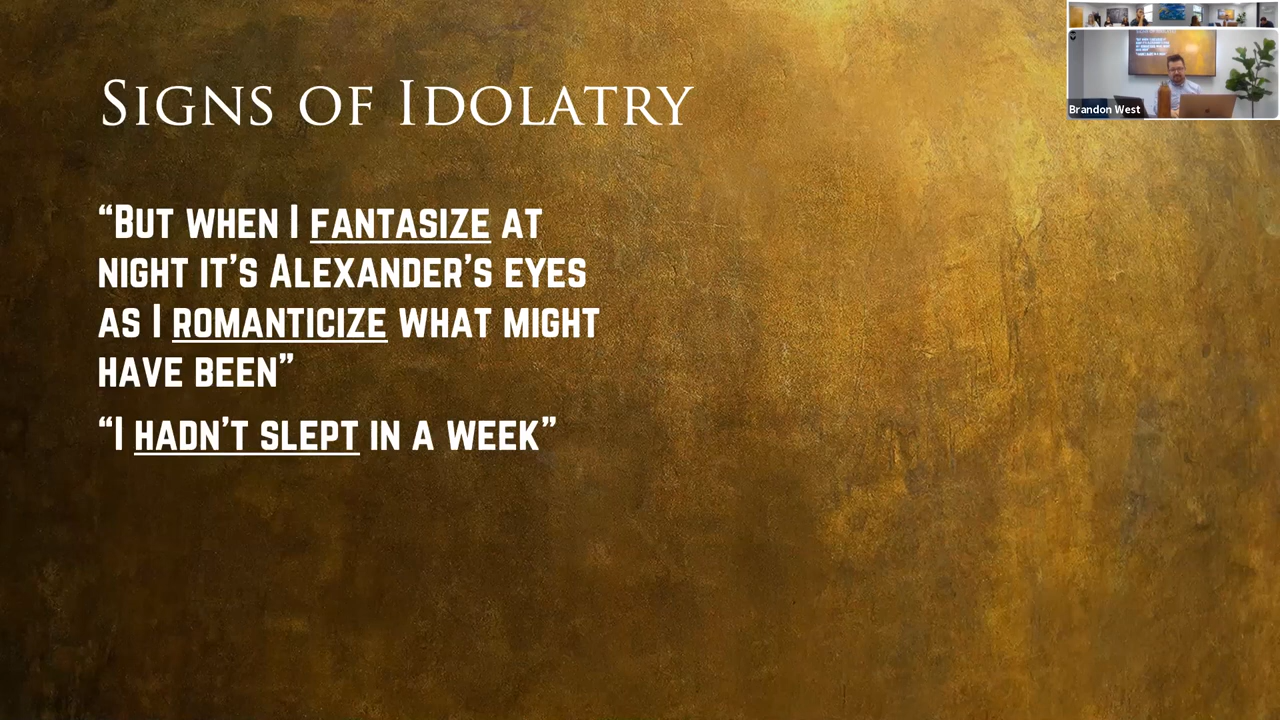 Signs of Idolatry
“But when I fantasize at
night it’s Alexander’s eyes
as I romanticize what might
have been”
“I hadn’t slept in a week”
Brandon West